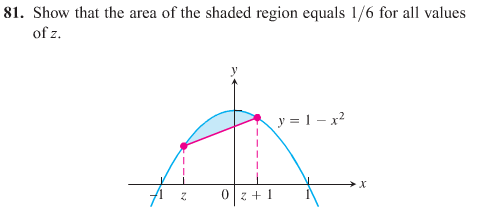 81. Show that the area of the shaded region equals 1/6 for all values
of z.
y
y = 1 − x²
x
−1 z 0 z + 1 1